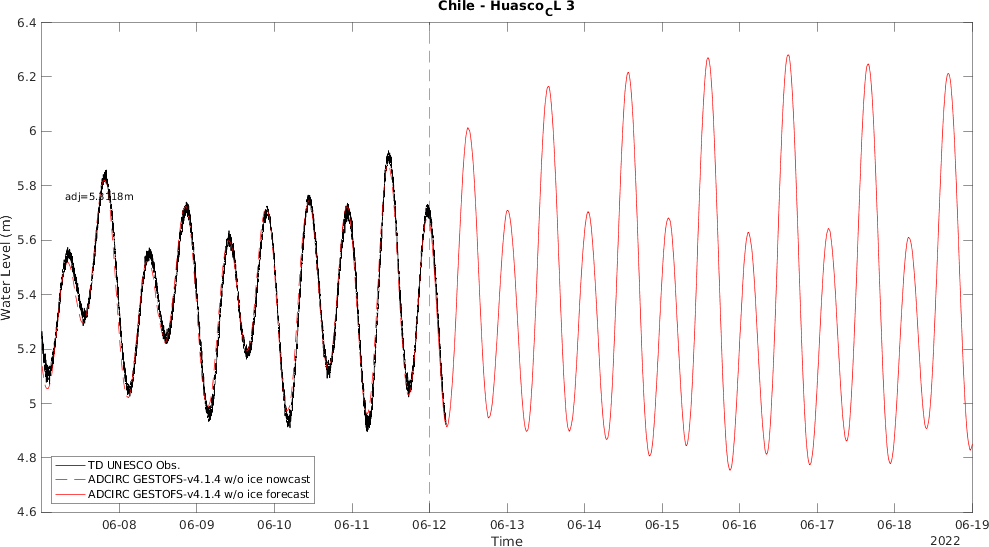 Chile - Huasco_CL 3
6.4
6.2
6
5.8
5.6
5.4
5.2
5
4.8
4.6
Water Level (m)
TD UNESCO Obs.
ADCIRC GESTOFS-v4.1.4 w/o ice nowcast
ADCIRC GESTOFS-v4.1.4 w/o ice forecast
06-08 06-09 06-10 06-11 06-12 06-13 06-14 06-15 06-16 06-17 06-18 06-19
Time
2022